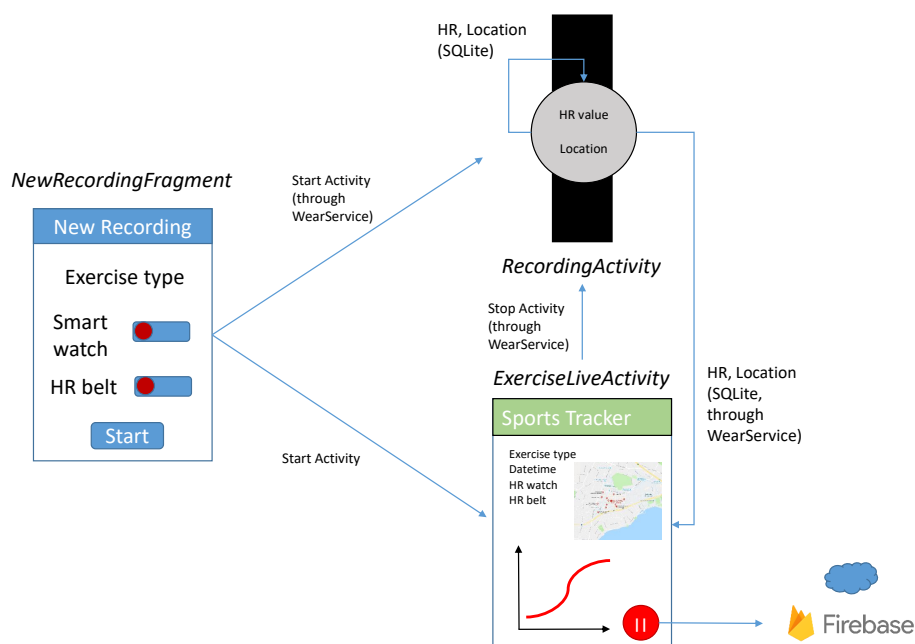 HR, Location
(SQLite)
HR value
Location
NewRecordingFragment
Start Activity
(through
WearService)
New Recording
Exercise type
Smart
watch
HR belt
Start
RecordingActivity
Stop Activity
(through
WearService)
ExerciseLiveActivity
HR, Location
(SQLite,
through
WearService)
Sports Tracker
Exercise type
Datetime
HR watch
HR belt
Start Activity
Firebase